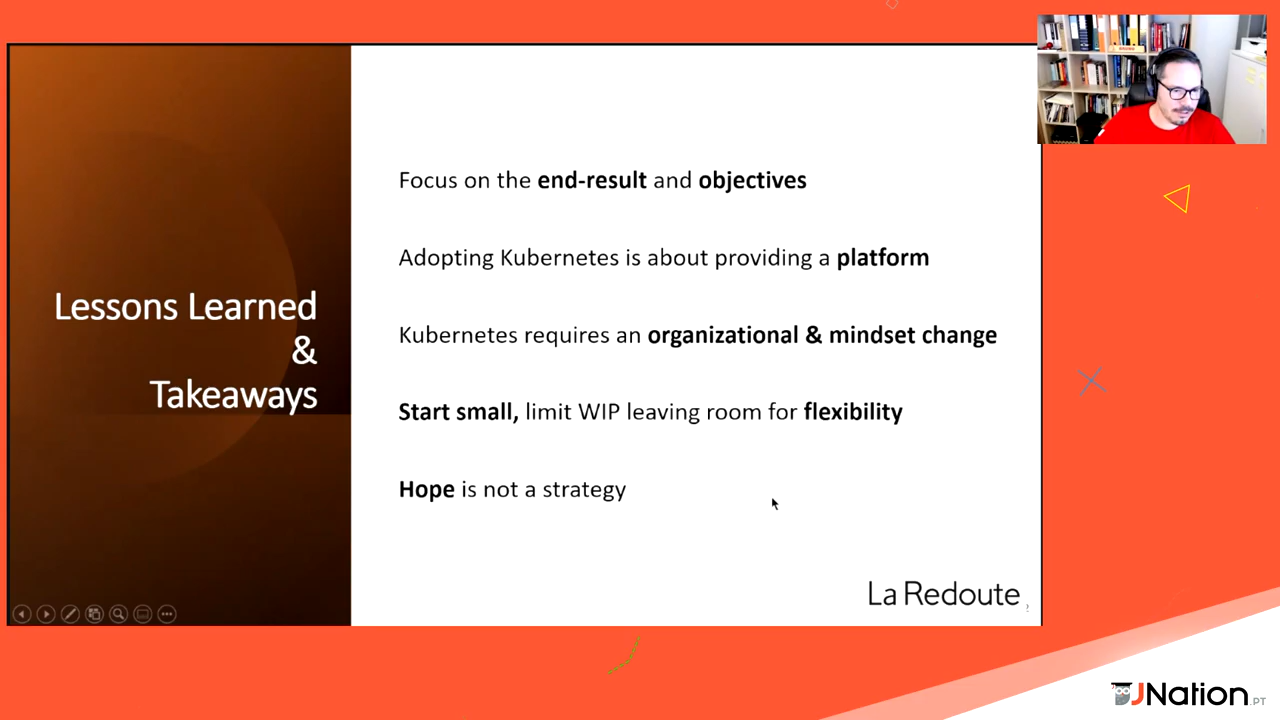 Lessons Learned
&
Takeaways
Focus on the end-result and objectives
Adopting Kubernetes is about providing a platform
Kubernetes requires an organizational & mindset change
Start small, limit WIP leaving room for flexibility
Hope is not a strategy
La Redoute
JNation.PT